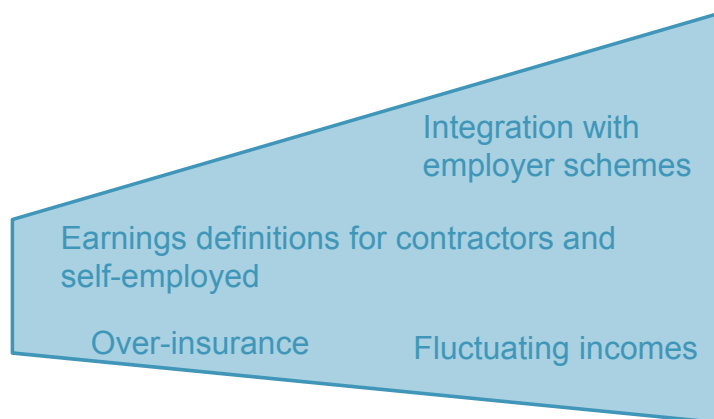 Integration with
employer schemes
Earnings definitions for contractors and
self-employed
Over-insurance
Fluctuating incomes